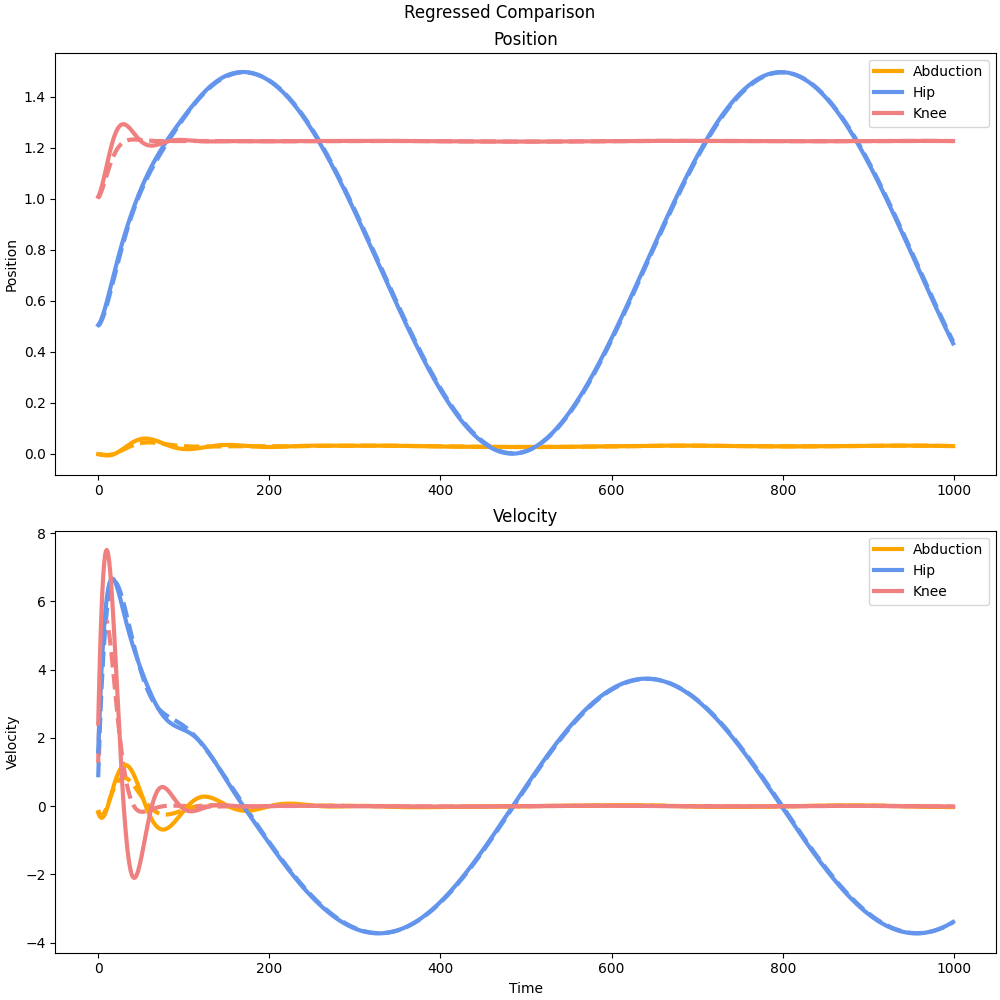 Regressed Comparison
Position
Position
1.4
1.2
1.0
0.8
0.6
0.4
0.2
0.0
Abduction
Hip
Knee
0 200 400 600 800 1000
Velocity
Velocity
8
6
4
2
0
−2
−4
Abduction
Hip
Knee
0 200 400 600 800 1000
Time